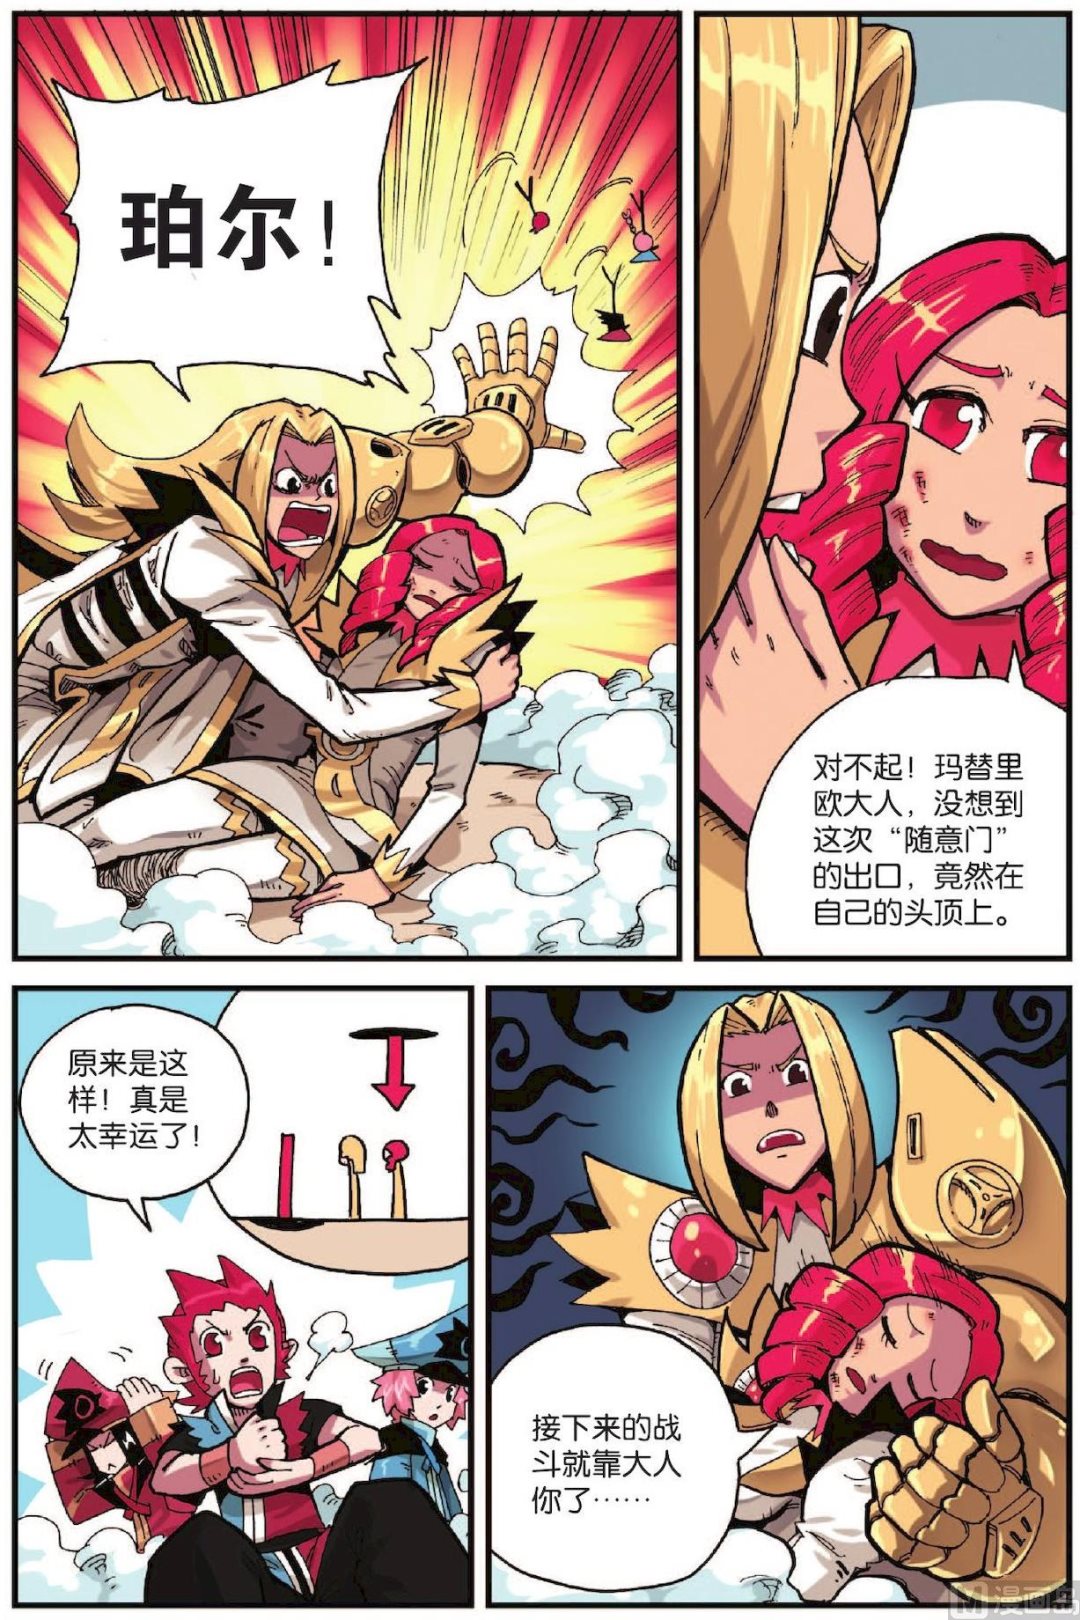 珀尔！
对不起！玛替里
欧大人，没想到
这次“随意门”
的出口，竟然在
自己的头顶上。
原来是这
样！真是
太幸运了！
接下来的战
斗就靠大人
你了……
漫画岛